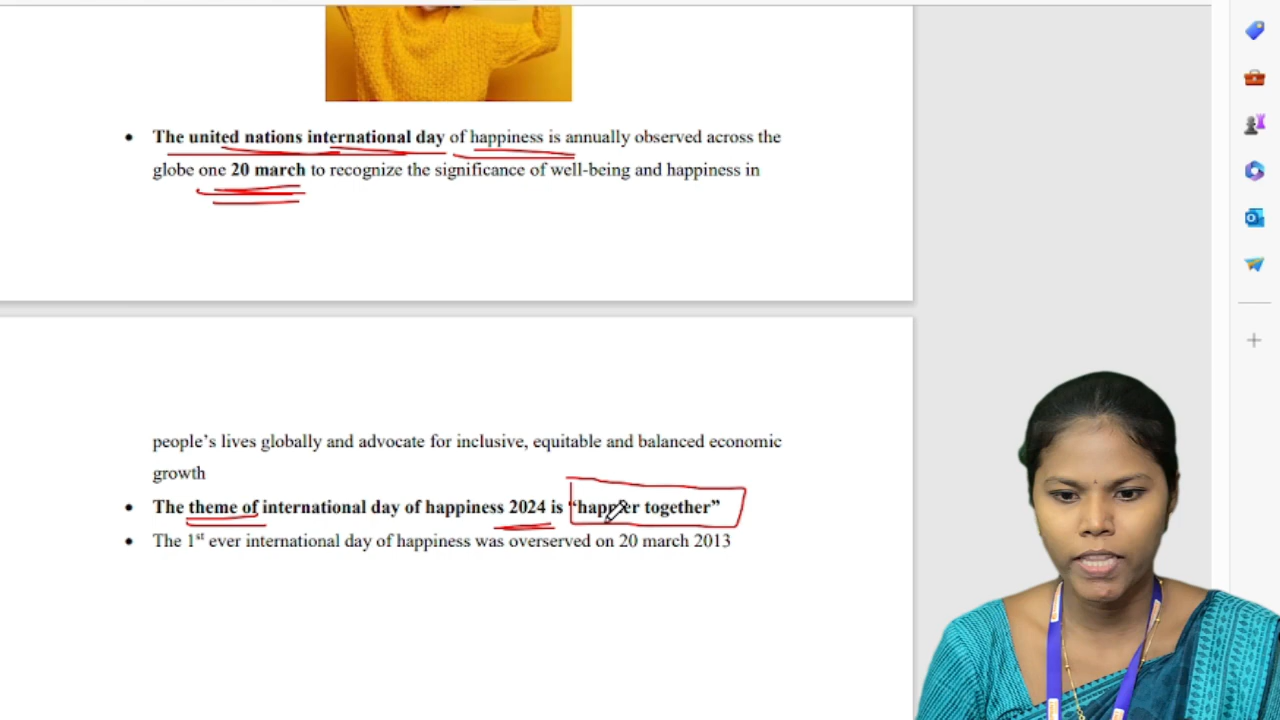 • The united nations international day of happiness is annually observed across the
globe one 20 march to recognize the significance of well-being and happiness in
people’s lives globally and advocate for inclusive, equitable and balanced economic
growth
• The theme of international day of happiness 2024 is “happier together”
• The 1st ever international day of happiness was overserved on 20 march 2013